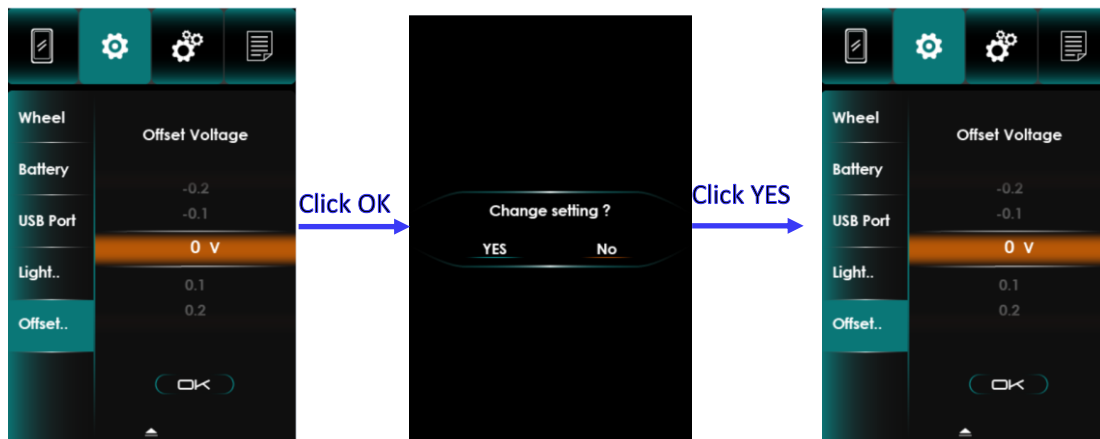 Wheel
Battery
USB Port
Light..
Offset..
Offset Voltage
-0.2
-0.1
0 V
0.1
0.2
OK
Click OK
Change setting ?
YES No
Click YES
Wheel
Battery
USB Port
Light..
Offset..
Offset Voltage
-0.2
-0.1
0 V
0.1
0.2
OK